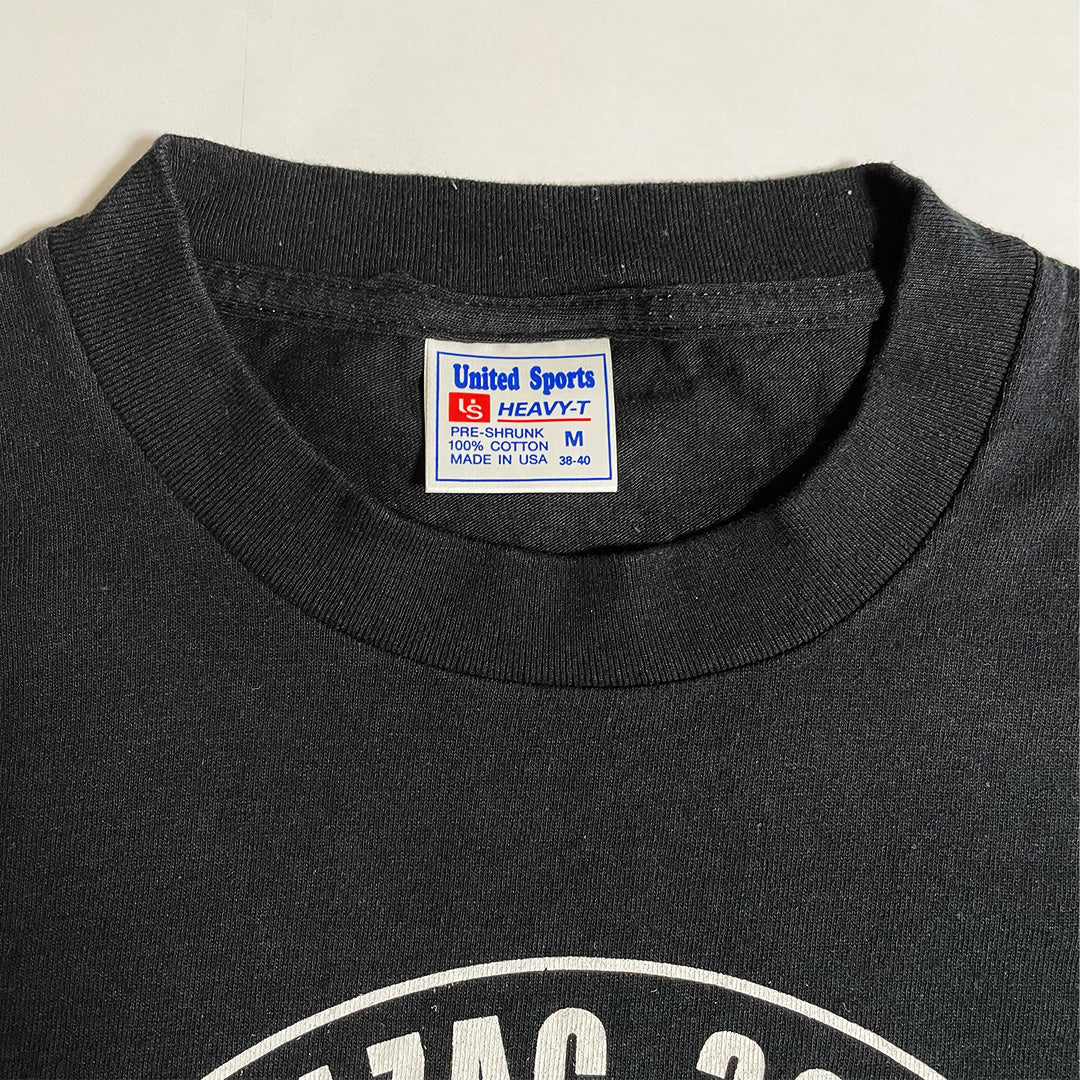 United Sports
US HEAVY-T
PRE-SHRUNK
100% COTTON M
MADE IN USA 38-40